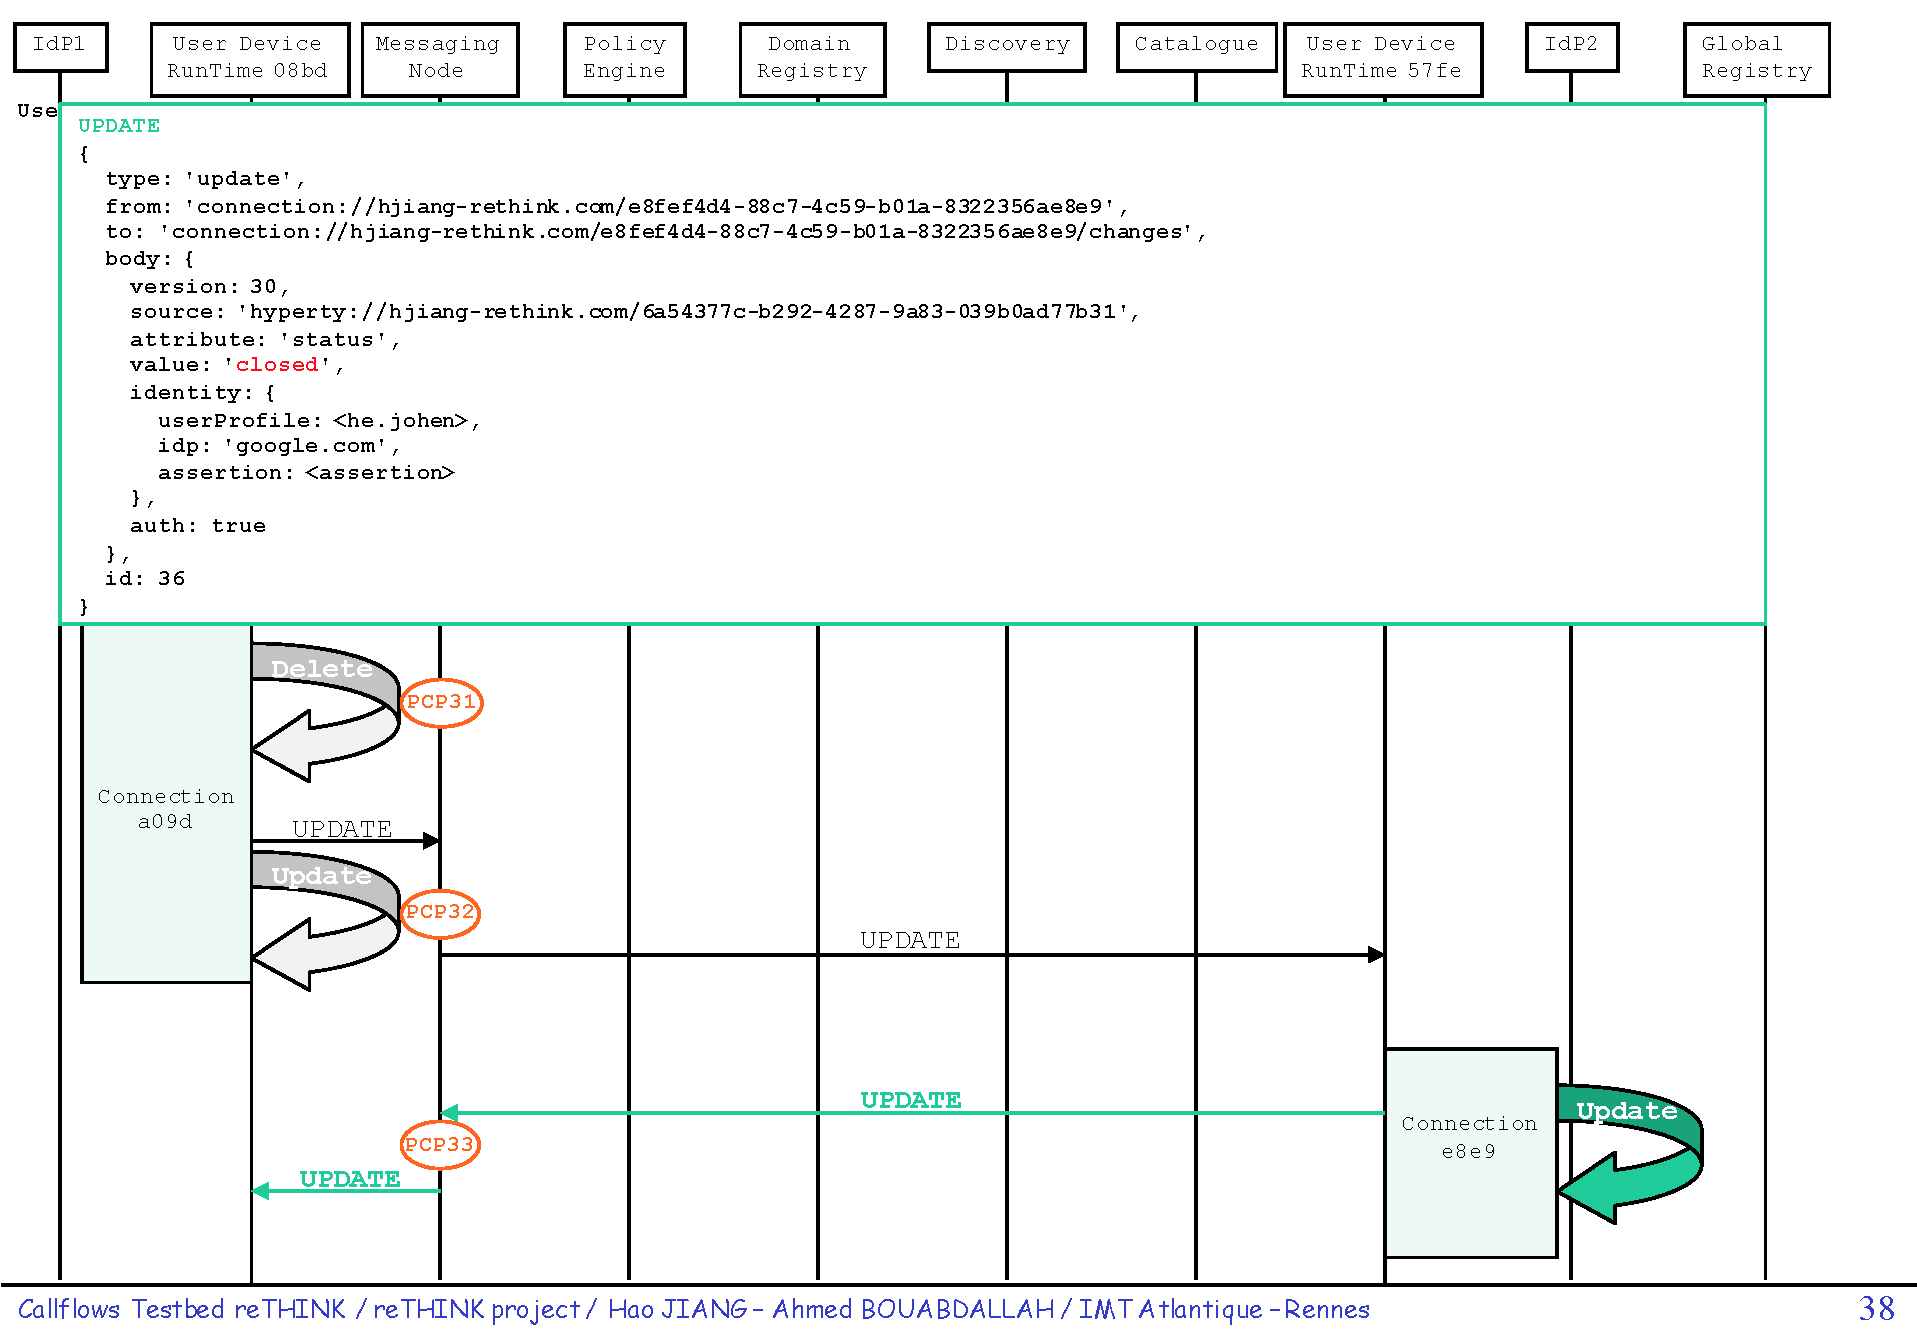 IdP1
User Device
RunTime 08bd
Messaging
Node
Policy
Engine
Domain
Registry
Discovery
Catalogue
User Device
RunTime 57fe
IdP2
Global
Registry
Use
UPDATE
{
type: 'update',
from: 'connection://hjiang-rethink.com/e8fef4d4-88c7-4c59-b01a-8322356ae8e9',
to: 'connection://hjiang-rethink.com/e8fef4d4-88c7-4c59-b01a-8322356ae8e9/changes',
body: {
version: 30,
source: 'hyperty://hjiang-rethink.com/6a54377c-b292-4287-9a83-039b0ad77b31',
attribute: 'status',
value: 'closed',
identity: {
userProfile: <he.johen>,
idp: 'google.com',
assertion: <assertion>
},
auth: true
},
id: 36
}
Delete
PCP31
Connection
a09d
UPDATE
Update
PCP32
UPDATE
UPDATE
Update
Connection
e8e9
PCP33
UPDATE
Callflows Testbed reTHINK / reTHINK project / Hao JIANG – Ahmed BOUABDALLAH / IMT Atlantique – Rennes
38